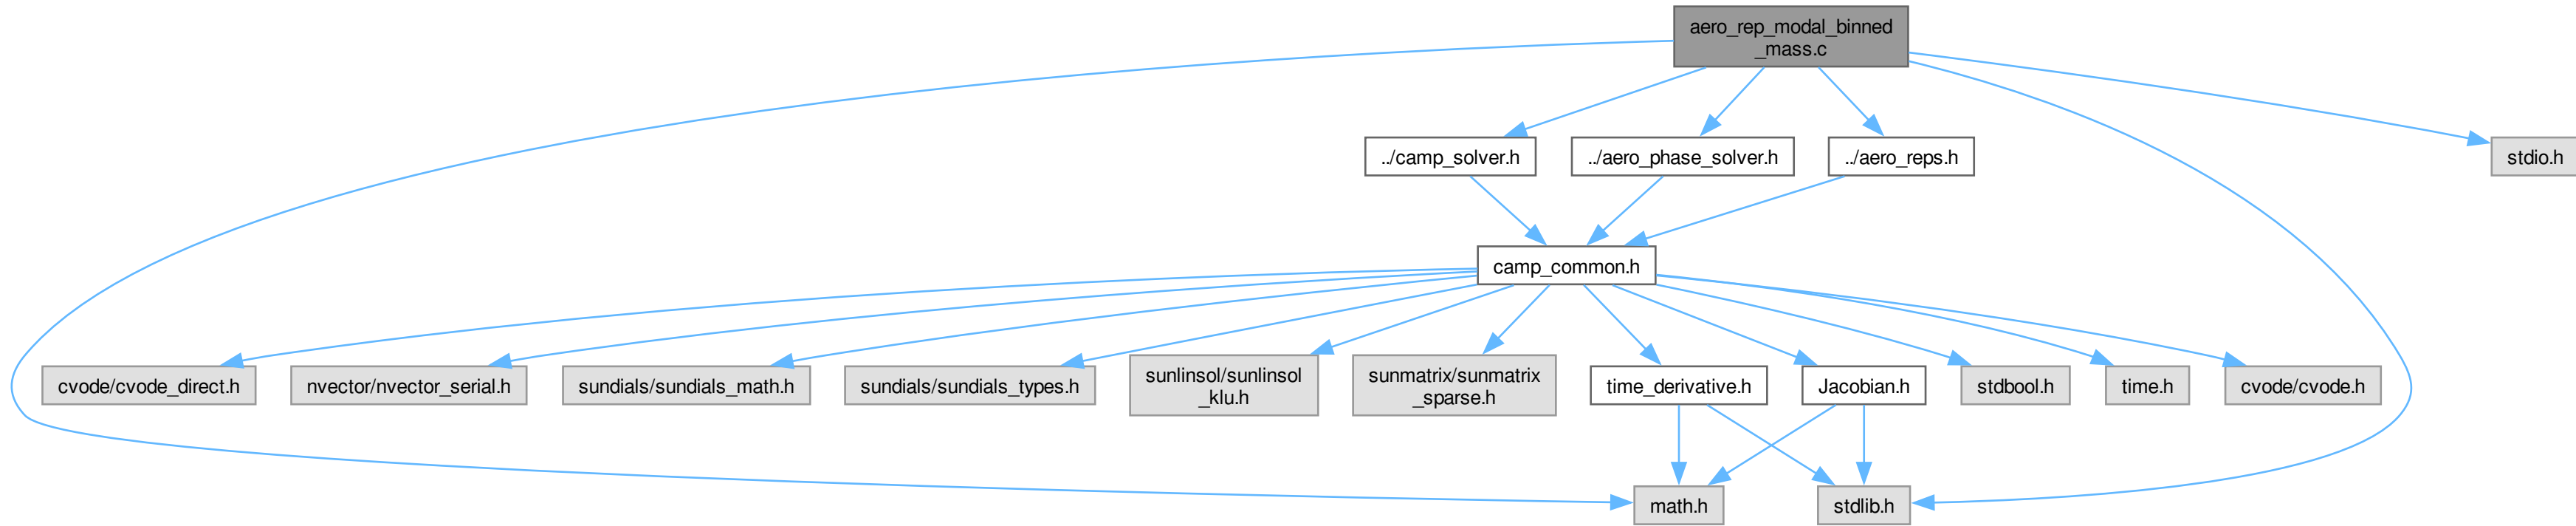 aero_rep_modal_binned
_mass.c
../camp_solver.h
../aero_phase_solver.h
../aero_reps.h
stdio.h
camp_common.h
cvode/cvode_direct.h
nvector/nvector_serial.h
sundials/sundials_math.h
sundials/sundials_types.h
sunlinsol/sunlinsol
_klu.h
sunmatrix/sunmatrix
_sparse.h
time_derivative.h
Jacobian.h
stdbool.h
time.h
cvode/cvode.h
math.h
stdlib.h